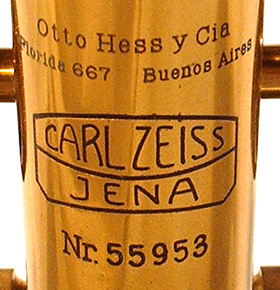 Otto Hess y Cia
Florida 667 Buenos Aires
CARL ZEISS
JENA
Nr. 55953